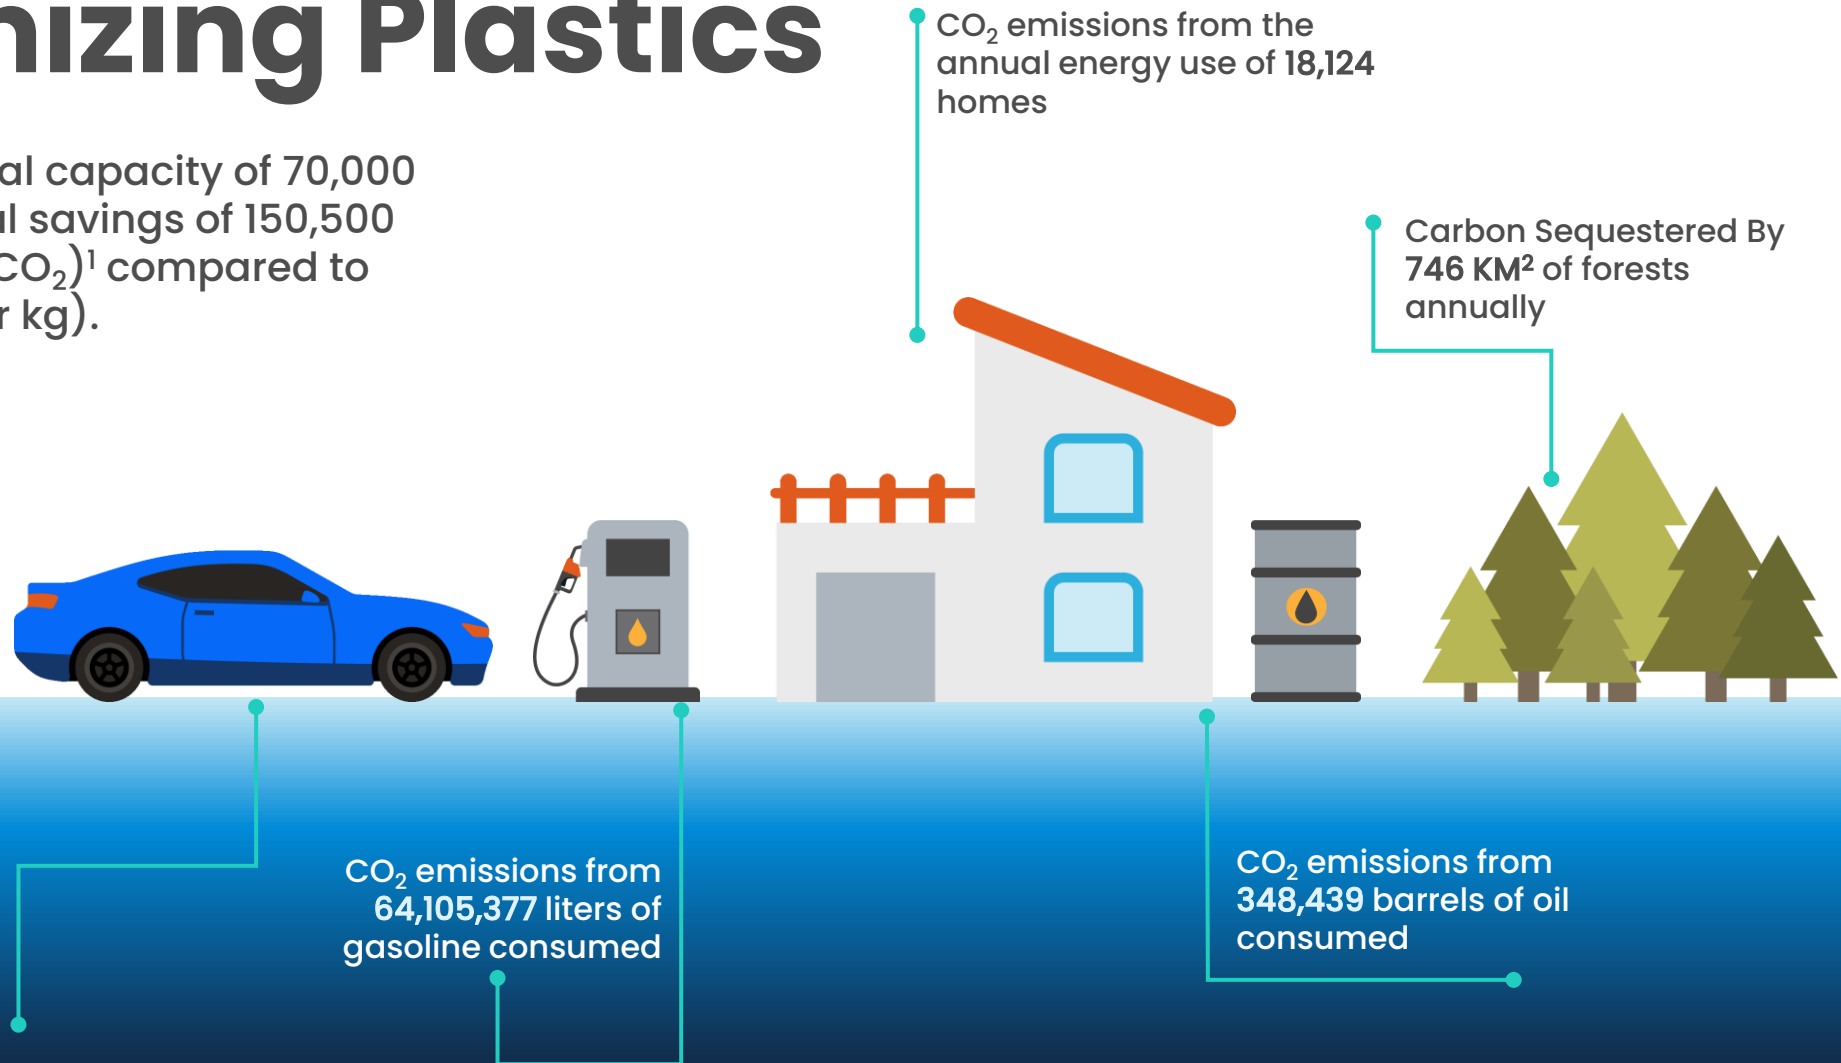 nizing Plastics
al capacity of 70,000
al savings of 150,500
CO₂)¹ compared to
r kg).
CO₂ emissions from the
annual energy use of 18,124
homes
Carbon Sequestered By
746 KM² of forests
annually
CO₂ emissions from
64,105,377 liters of
gasoline consumed
CO₂ emissions from
348,439 barrels of oil
consumed